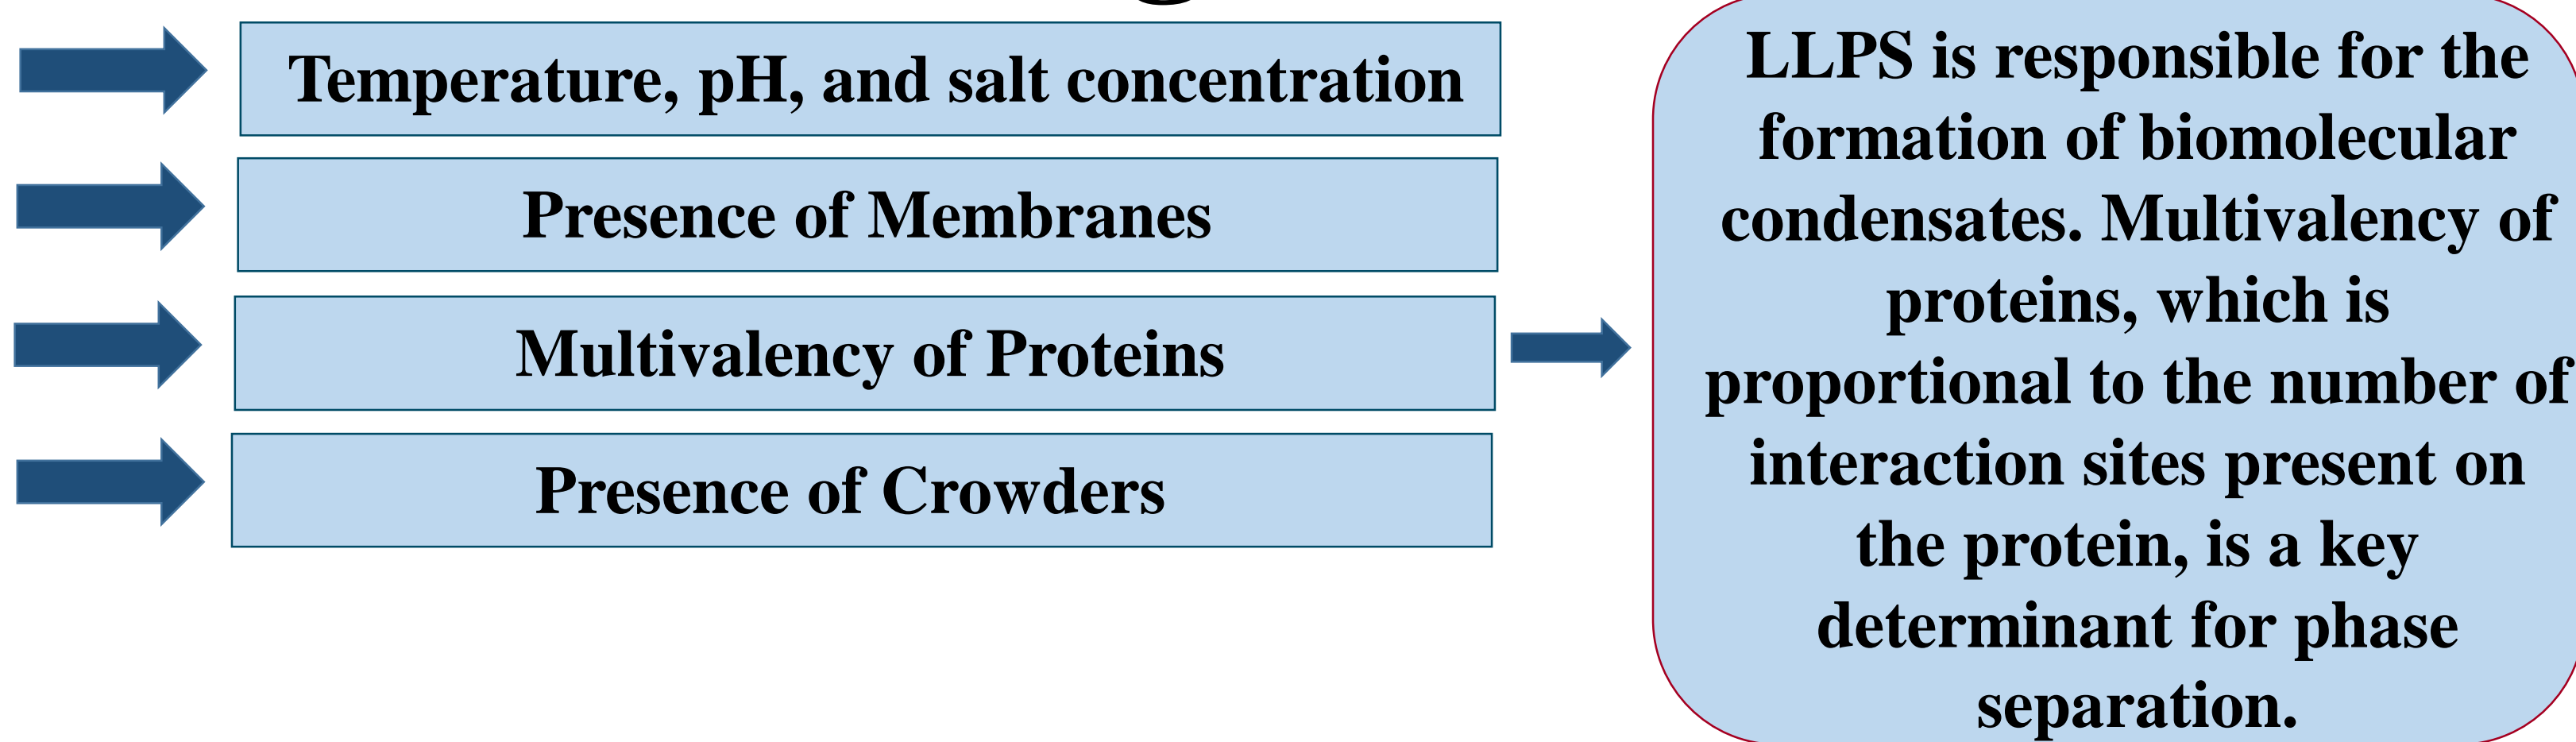 Temperature, pH, and salt concentration
Presence of Membranes
Multivalency of Proteins
Presence of Crowders
LLPS is responsible for the
formation of biomolecular
condensates. Multivalency of
proteins, which is
proportional to the number of
interaction sites present on
the protein, is a key
determinant for phase
separation.